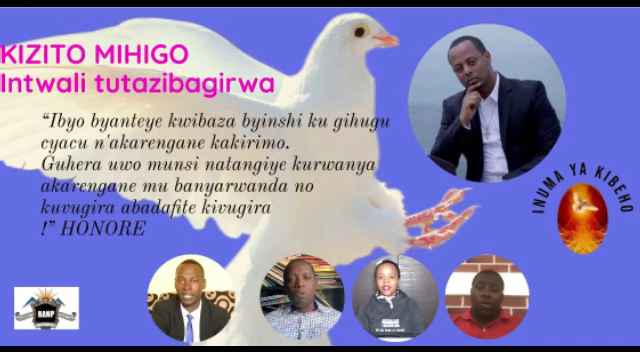 KIZITO MIHIGO
Intwali tutazibagirwa
“Ibyo byanteye kwibaza byinshi ku gihugu
cyacu n'akarengane kakirimo.
Guhera uwo munsi natangiye kurwanya
akarengane mu banyarwanda no
kuvugira abadafite kivugira
!” HONORE
INUMA YA KIBEHO
RANP